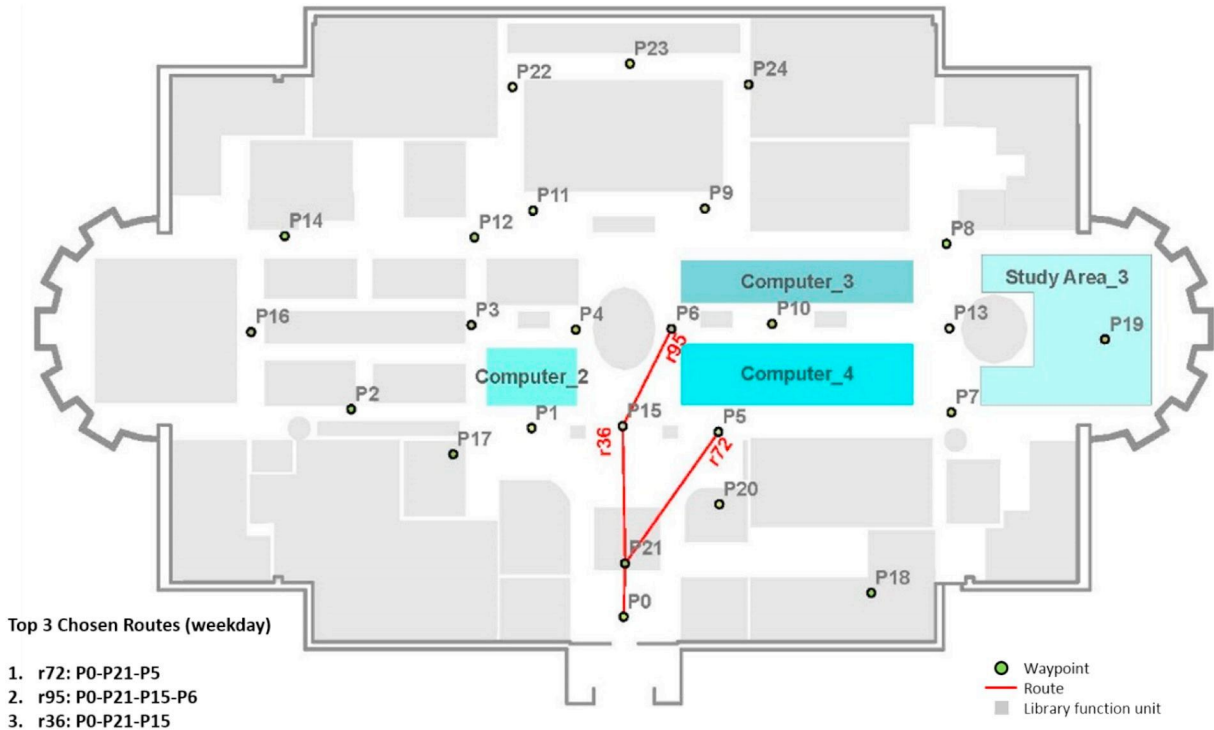 P23
P22
P24
P11
P9
P14
P12
P8
Computer_3
Study Area_3
P16
P3
P4
P6
P10
P13
P19
r95
Computer_2
Computer_4
P2
P1
P15
P5
P7
r36
r72
P17
P20
P21
P18
P0
Top 3 Chosen Routes (weekday)
1. r72: P0-P21-P5
2. r95: P0-P21-P15-P6
3. r36: P0-P21-P15
Waypoint
Route
Library function unit